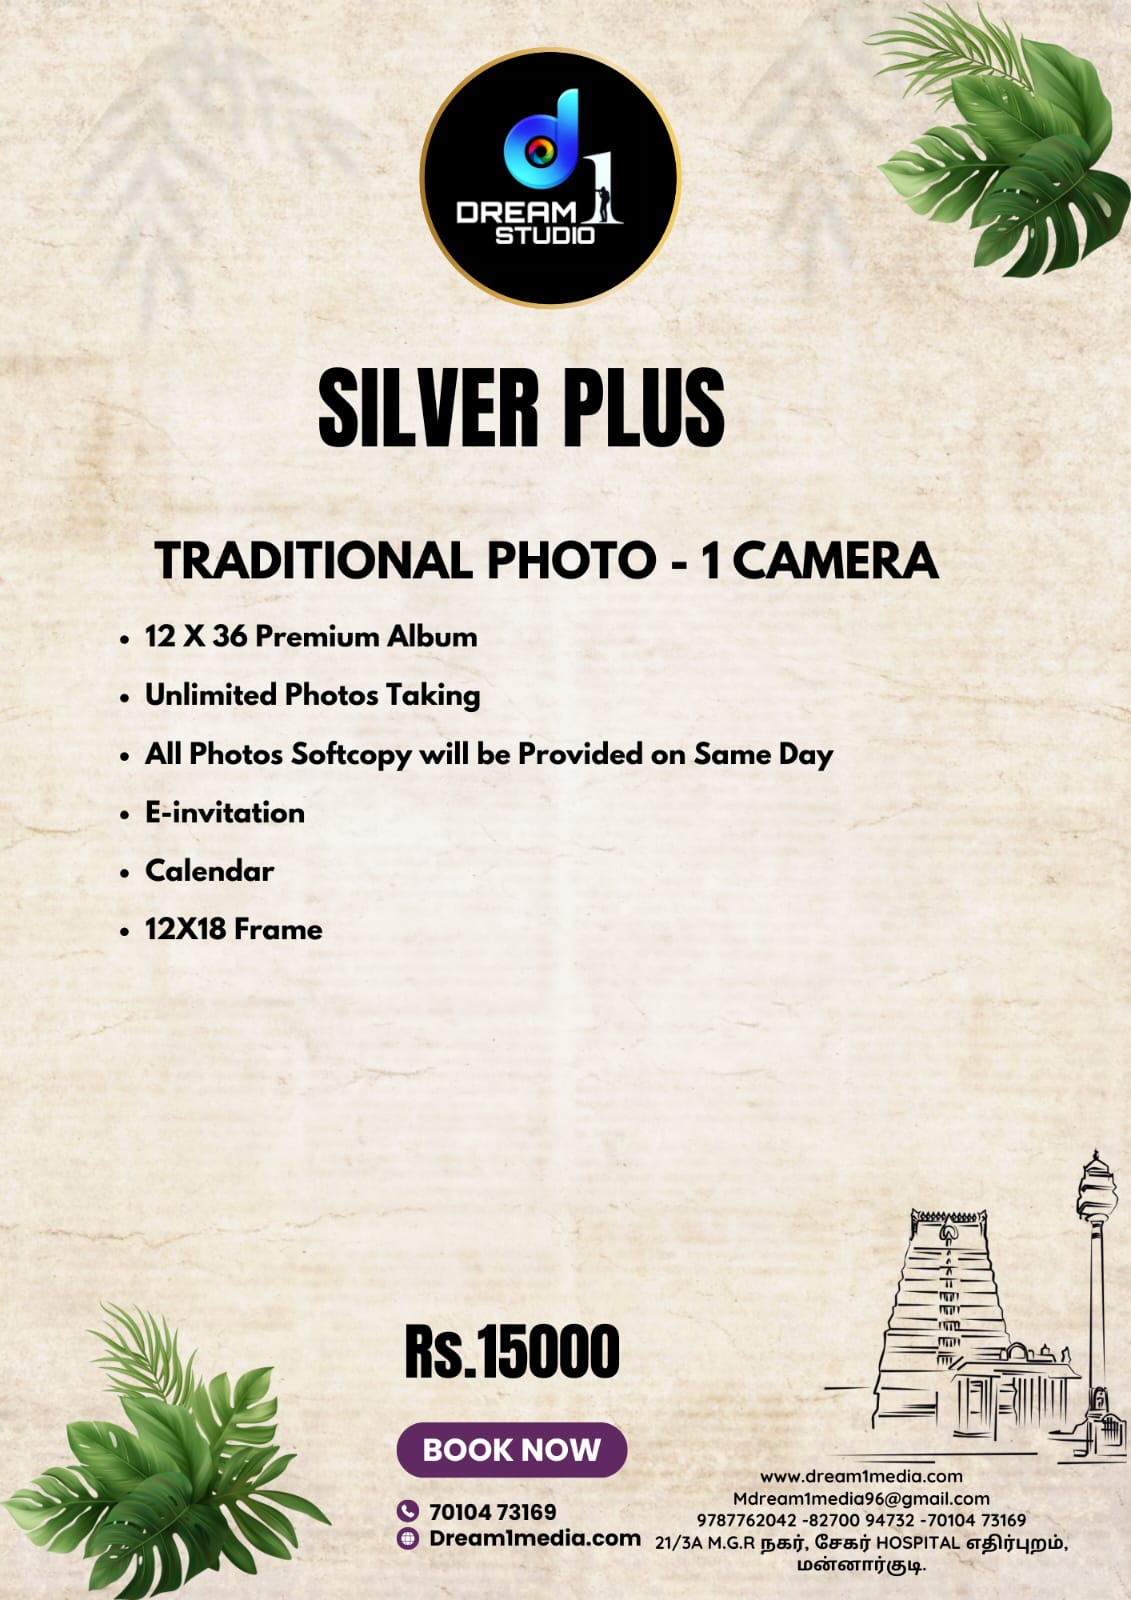 d
DREAM 1
STUDIO
SILVER PLUS
TRADITIONAL PHOTO - 1 CAMERA
• 12 X 36 Premium Album
• Unlimited Photos Taking
• All Photos Softcopy will be Provided on Same Day
• E-invitation
• Calendar
• 12X18 Frame
Rs.15000
BOOK NOW
70104 73169
Dream1media.com
www.dream1media.com
Mdream1media96@gmail.com
9787762042 -82700 94732 -70104 73169
21/3A M.G.R நகர், சேகர் HOSPITAL எதிர்புறம்,
மன்னார்குடி.